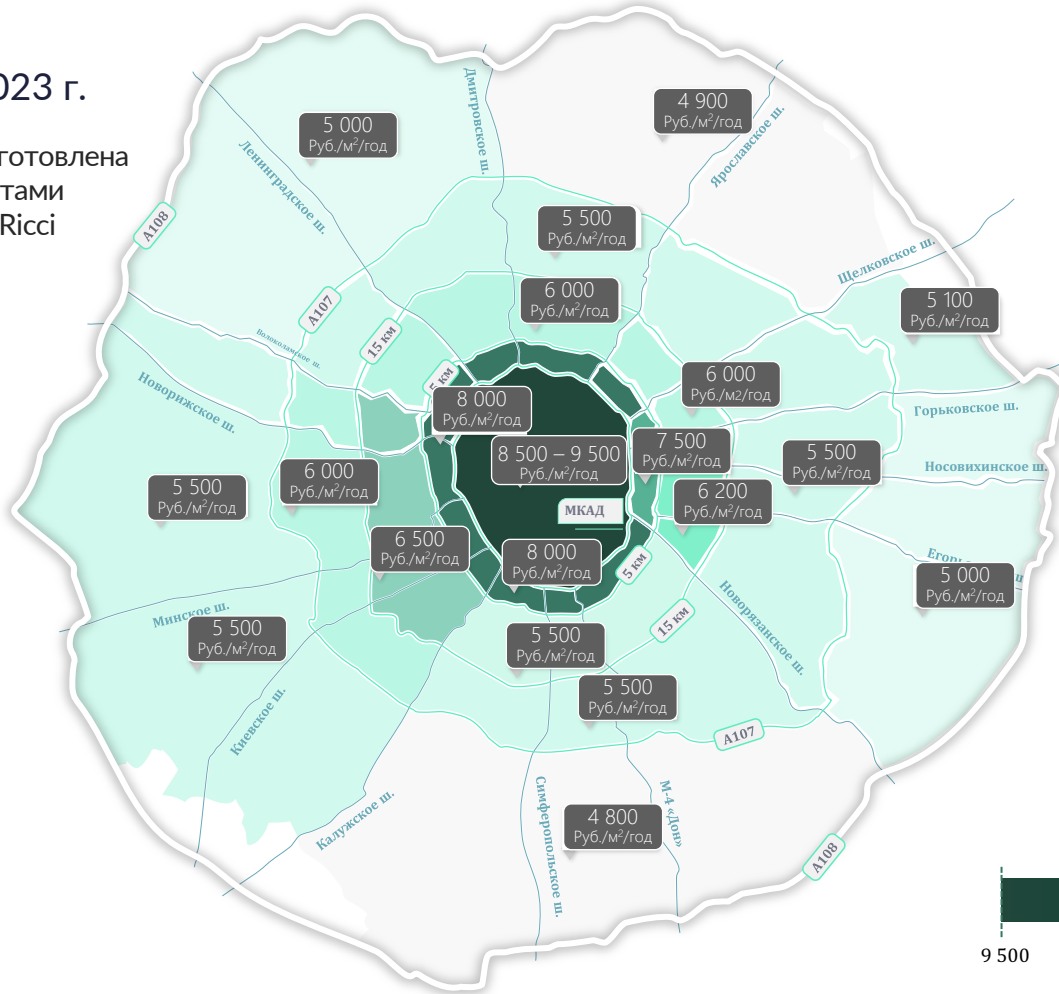 023 г.
готовлена
тами
Ricci
4 900
Руб./м²/год
5 000
Руб./м²/год
Дмитровское ш.
Ярославское ш.
Ленинградское ш.
A108
5 500
Руб./м²/год
Щелковское ш.
6 000
Руб./м²/год
5 100
Руб./м²/год
A107
15 км
Волоколамское ш.
5 км
6 000
Руб./м2/год
Новорижское ш.
8 000
Руб./м²/год
Горьковское ш.
7 500
Руб./м²/год
8 500 – 9 500
Руб./м²/год
5 500
Руб./м²/год
Носовихинское ш.
6 000
Руб./м²/год
5 500
Руб./м²/год
6 200
Руб./м²/год
МКАД
6 500
Руб./м²/год
8 000
Руб./м²/год
5 км
5 000
Руб./м²/год
Минское ш.
15 км
Новорязанское ш.
5 500
Руб./м²/год
5 500
Руб./м²/год
5 500
Руб./м²/год
Киевское ш.
A107
Калужское ш.
Симферопольское ш.
М-4 «Дон»
4 800
Руб./м²/год
A108
9 500